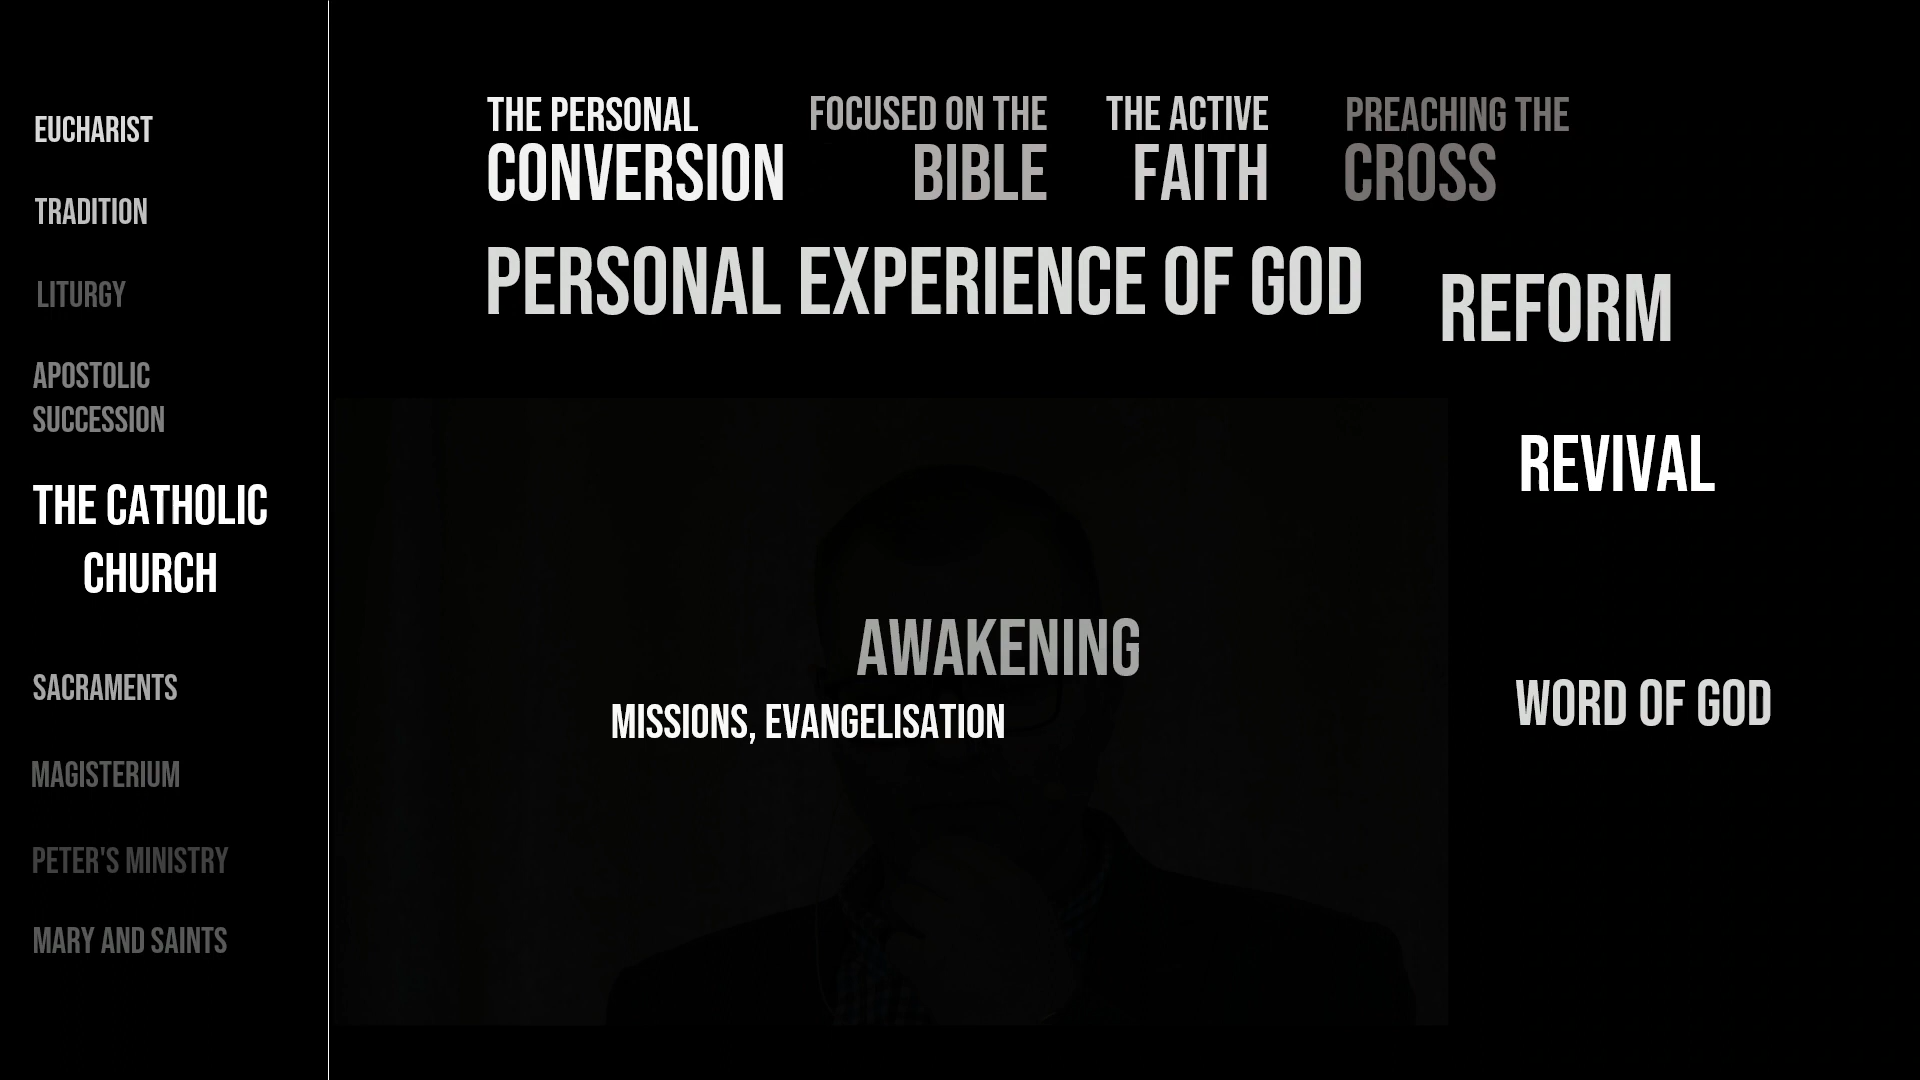 EUCHARIST
TRADITION
LITURGY
APOSTOLIC
SUCCESSION
THE CATHOLIC
CHURCH
SACRAMENTS
MAGISTERIUM
PETER'S MINISTRY
MARY AND SAINTS
THE PERSONAL
CONVERSION
FOCUSED ON THE
BIBLE
THE ACTIVE
FAITH
PREACHING THE
CROSS
PERSONAL EXPERIENCE OF GOD
REFORM
REVIVAL
AWAKENING
MISSIONS, EVANGELISATION
WORD OF GOD